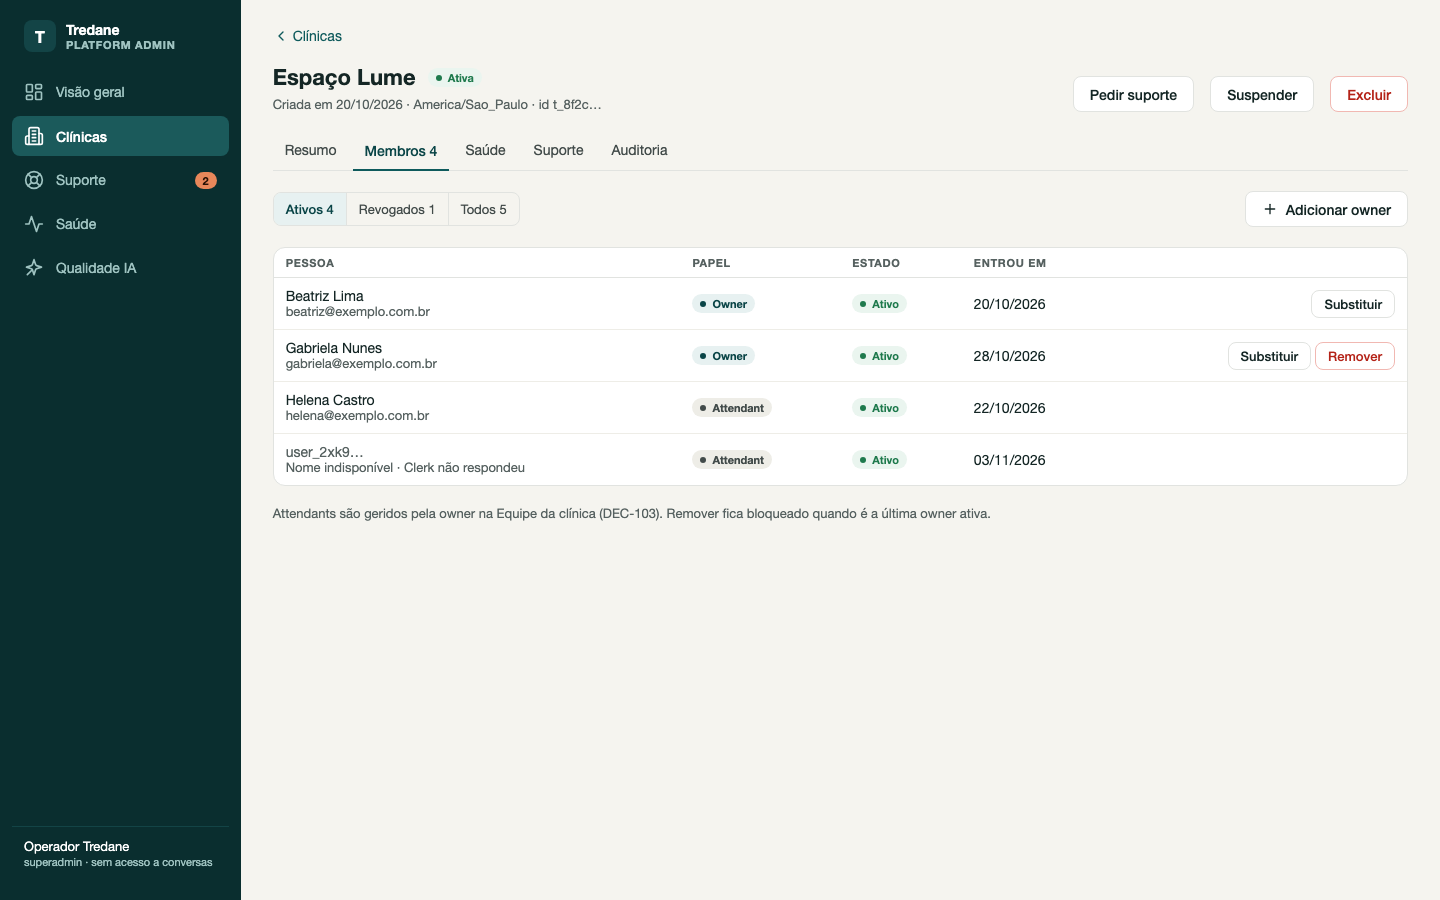 T
Tredane
PLATFORM ADMIN
Visão geral
Clínicas
Suporte 2
Saúde
Qualidade IA
Operador Tredane
superadmin · sem acesso a conversas
Clínicas
Espaço Lume Ativa
Criada em 20/10/2026 · America/Sao_Paulo · id t_8f2c…
Pedir suporte Suspender Excluir
Resumo Membros 4 Saúde Suporte Auditoria
Ativos 4 Revogados 1 Todos 5
+ Adicionar owner
PESSOA PAPEL ESTADO ENTROU EM
Beatriz Lima
beatriz@exemplo.com.br
Owner Ativo 20/10/2026 Substituir
Gabriela Nunes
gabriela@exemplo.com.br
Owner Ativo 28/10/2026 Substituir Remover
Helena Castro
helena@exemplo.com.br
Attendant Ativo 22/10/2026
user_2xk9…
Nome indisponível · Clerk não respondeu
Attendant Ativo 03/11/2026
Attendants são geridos pela owner na Equipe da clínica (DEC-103). Remover fica bloqueado quando é a última owner ativa.